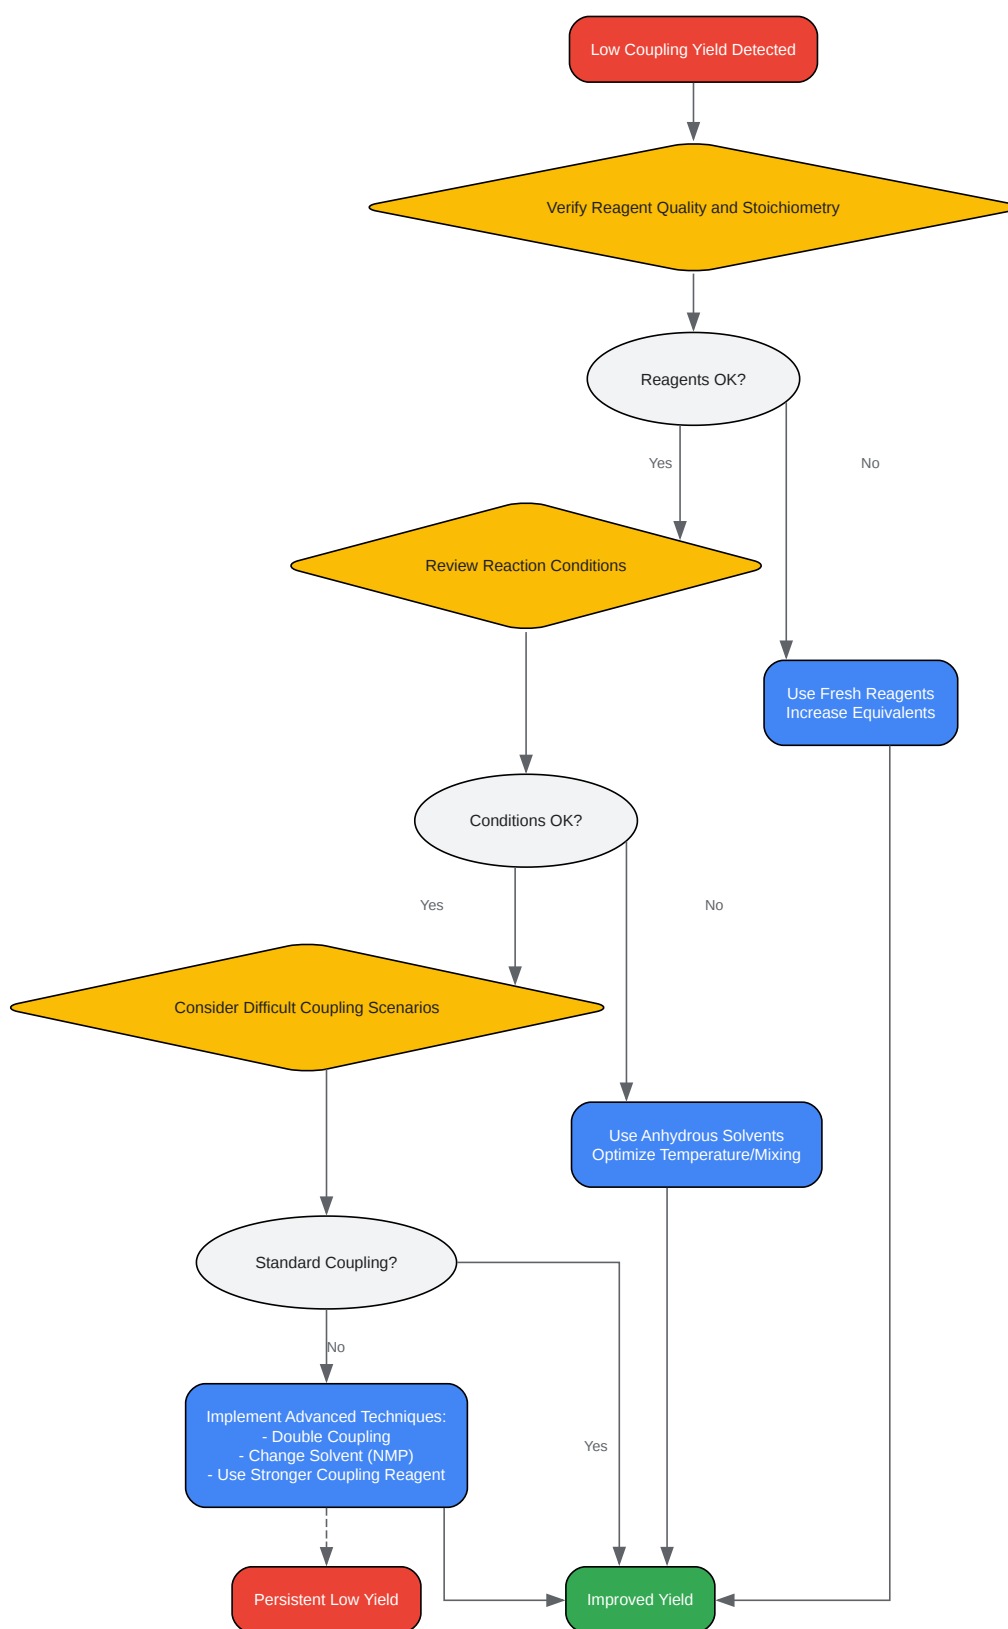 Low Coupling Yield Detected
Verify Reagent Quality and Stoichiometry
Reagents OK?
Yes
No
Review Reaction Conditions
Use Fresh Reagents
Increase Equivalents
Conditions OK?
Yes
No
Consider Difficult Coupling Scenarios
Use Anhydrous Solvents
Optimize Temperature/Mixing
Standard Coupling?
No
Implement Advanced Techniques:
- Double Coupling
- Change Solvent (NMP)
- Use Stronger Coupling Reagent
Yes
Persistent Low Yield
Improved Yield